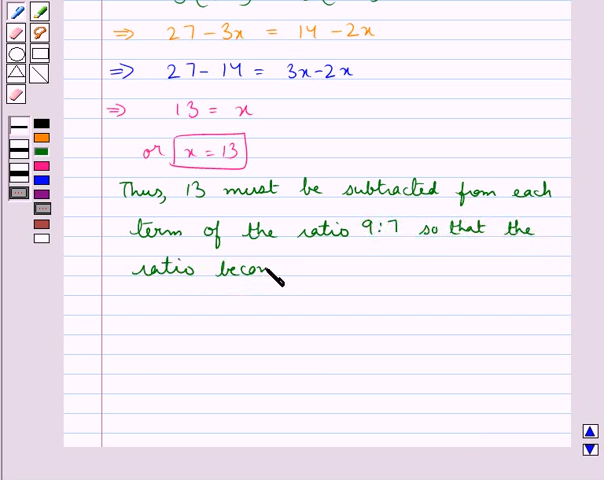 ⇒ 27 - 3x = 14 - 2x
⇒ 27 - 14 = 3x - 2x
⇒ 13 = x
or x = 13
Thus, 13 must be subtracted from each
term of the ratio 9:7 so that the
ratio becom